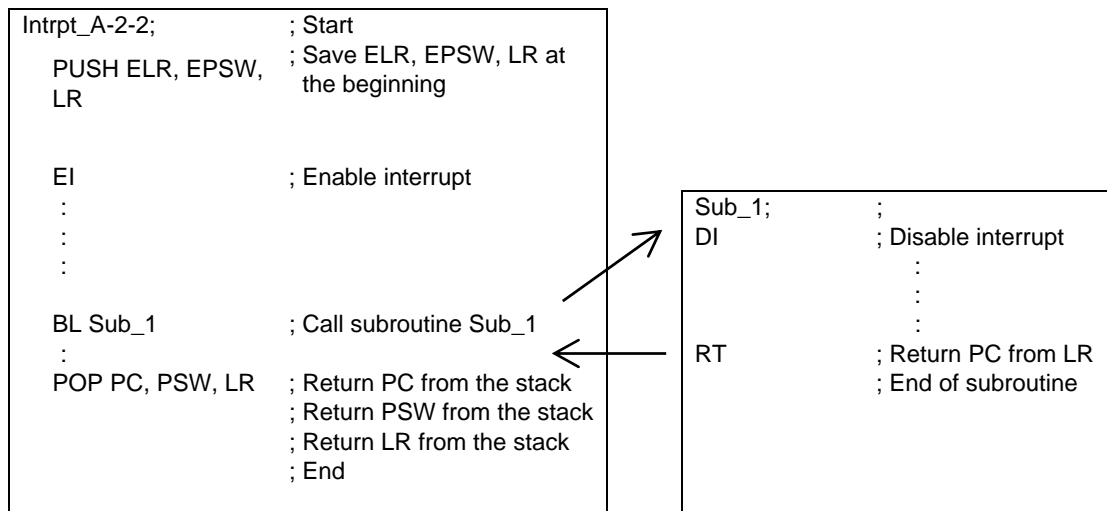 Intrpt_A-2-2; ; Start
PUSH ELR, EPSW, ; Save ELR, EPSW, LR at
LR the beginning
EI ; Enable interrupt
:
:
:
BL Sub_1 ; Call subroutine Sub_1
:
POP PC, PSW, LR ; Return PC from the stack
; Return PSW from the stack
; Return LR from the stack
; End
Sub_1; ;
DI ; Disable interrupt
:
:
:
RT ; Return PC from LR
; End of subroutine